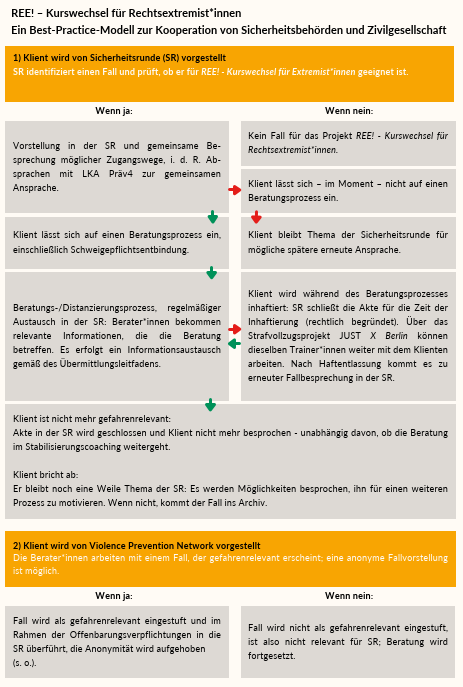 REE! – Kurswechsel für Rechtsextremist*innen
Ein Best-Practice-Modell zur Kooperation von Sicherheitsbehörden und Zivilgesellschaft
1) Klient wird von Sicherheitsrunde (SR) vorgestellt
SR identifiziert einen Fall und prüft, ob er für REE! - Kurswechsel für Extremist*innen geeignet ist.
Wenn ja:
Wenn nein:
Vorstellung in der SR und gemeinsame Be-
sprechung möglicher Zugangswege, i. d. R. Ab-
sprachen mit LKA Präv4 zur gemeinsamen
Ansprache.
Kein Fall für das Projekt REE! - Kurswechsel für
Rechtsextremist*innen.
Klient lässt sich – im Moment – nicht auf einen
Beratungsprozess ein.
Klient lässt sich auf einen Beratungsprozess ein,
einschließlich Schweigepflichtsentbindung.
Klient bleibt Thema der Sicherheitsrunde für
mögliche spätere erneute Ansprache.
Beratungs-/Distanzierungsprozess, regelmäßiger
Austausch in der SR: Berater*innen bekommen
relevante Informationen, die die Beratung
betreffen. Es erfolgt ein Informationsaustausch
gemäß des Übermittlungsleitfadens.
Klient wird während des Beratungsprozesses
inhaftiert: SR schließt die Akte für die Zeit der
Inhaftierung (rechtlich begründet). Über das
Strafvollzugsprojekt JUST X Berlin können
dieselben Trainer*innen weiter mit dem Klienten
arbeiten. Nach Haftentlassung kommt es zu
erneuter Fallbesprechung in der SR.
Klient ist nicht mehr gefahrenrelevant:
Akte in der SR wird geschlossen und Klient nicht mehr besprochen - unabhängig davon, ob die Beratung
im Stabilisierungscoaching weitergeht.
Klient bricht ab:
Er bleibt noch eine Weile Thema der SR: Es werden Möglichkeiten besprochen, ihn für einen weiteren
Prozess zu motivieren. Wenn nicht, kommt der Fall ins Archiv.
2) Klient wird von Violence Prevention Network vorgestellt
Die Berater*innen arbeiten mit einem Fall, der gefahrenrelevant erscheint; eine anonyme Fallvorstellung
ist möglich.
Wenn ja:
Wenn nein:
Fall wird als gefahrenrelevant eingestuft und im
Rahmen der Offenbarungsverpflichtungen in die
SR überführt, die Anonymität wird aufgehoben
(s. o.).
Fall wird nicht als gefahrenrelevant eingestuft,
ist also nicht relevant für SR; Beratung wird
fortgesetzt.